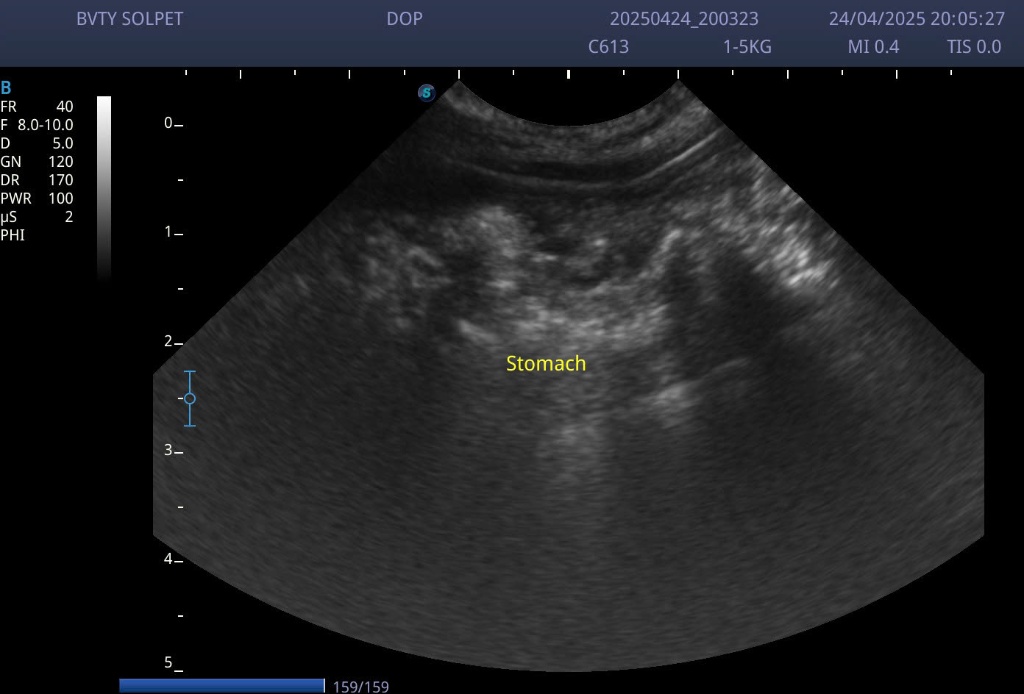 BVTY SOLPET DOP 20250424_200323 24/04/2025 20:05:27
C613 1-5KG MI 0.4 TIS 0.0
B
FR 40
F 8.0-10.0
D 5.0
GN 120
DR 170
PWR 100
µS 2
PHI
S
0
1
2
Stomach
3
4
5
159/159